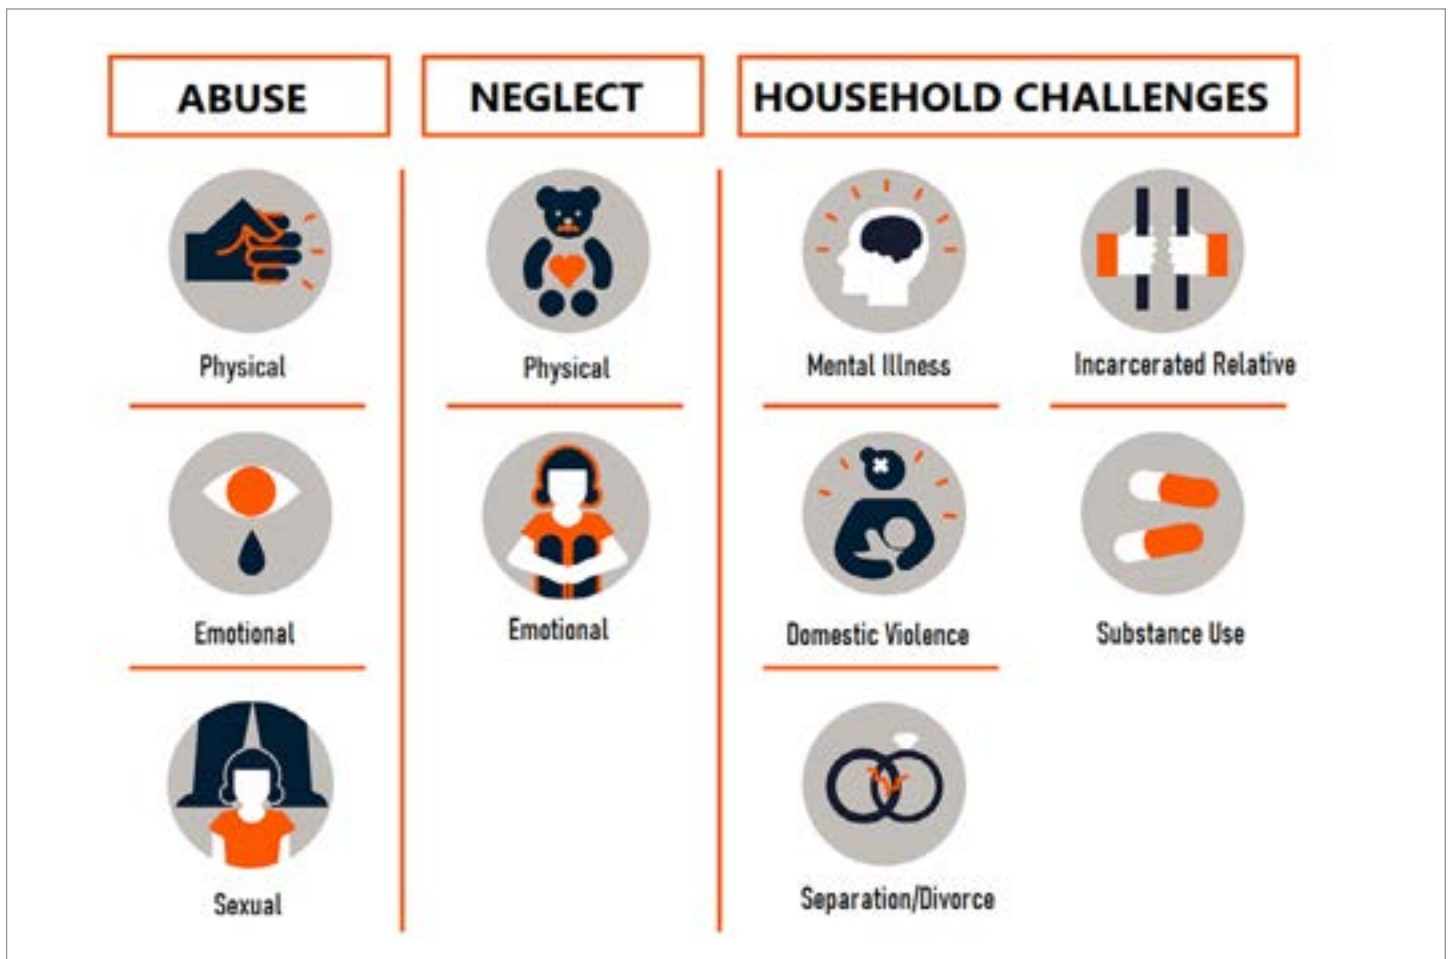 ABUSE
NEGLECT
HOUSEHOLD CHALLENGES
Physical
Physical
Mental Illness
Incarcerated Relative
Emotional
Emotional
Domestic Violence
Substance Use
Sexual
Separation/Divorce